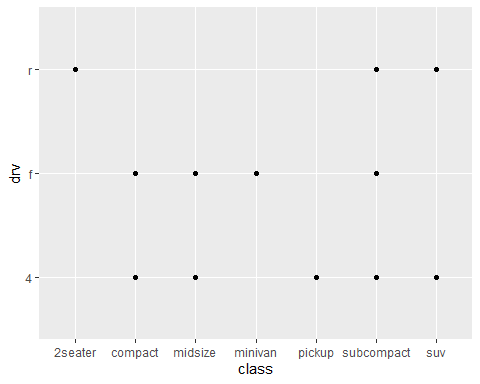 r
drv
f
4
2seater compact midsize minivan pickup subcompact suv
class